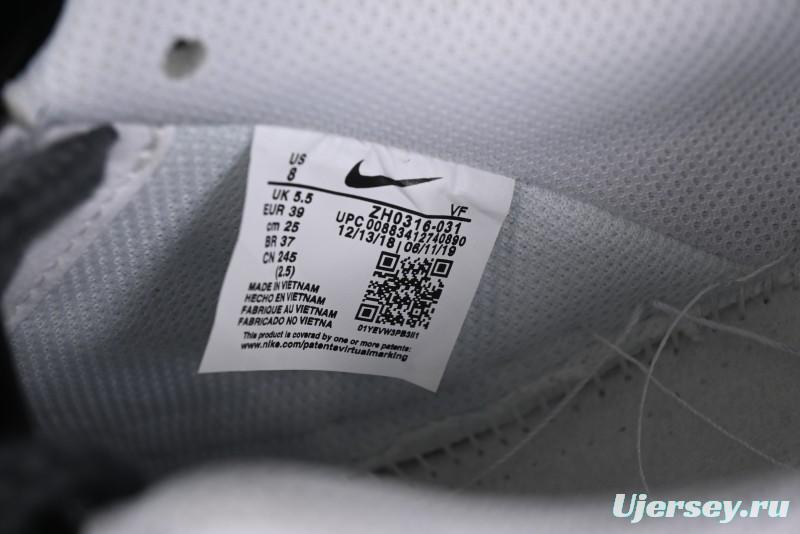 US
8
UK 5.5
EUR 39
cm 25
BR 37
CN 245
(2.5)
MADE IN VIETNAM
HECHO EN VIETNAM
FABRIQUE AU VIETNAM
FABRICADO NO VIETNA
VF
ZH0316-031
UPC 00883412740890
12/13/18 | 06/11/19
01YEVW3PB3II1
This product is covered by one or more patents:
www.nike.com/patentsvirtualmarking
Ujersey.ru